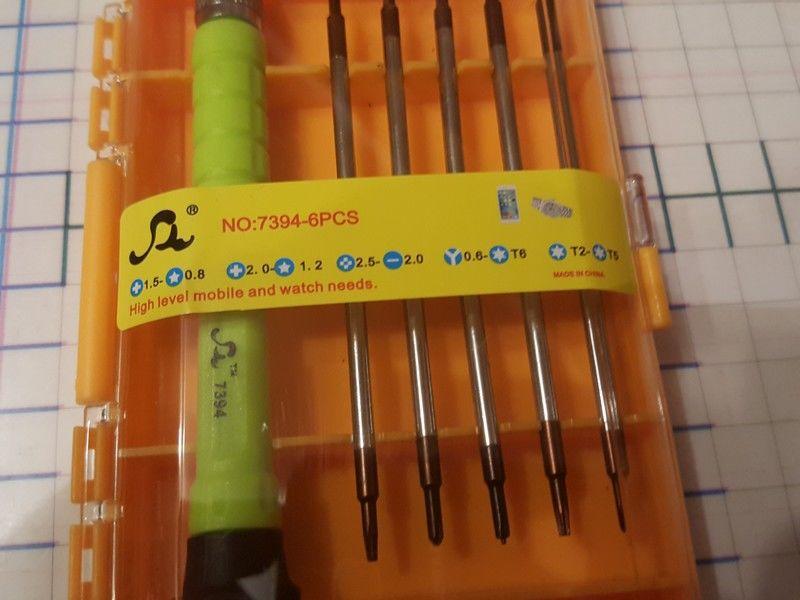 ®
NO:7394-6PCS
1.5- 0.8 2. 0- 1. 2 2.5- 2.0 0.6- T6 T2- T5
High level mobile and watch needs.
MADE IN CHINA
TM
7394